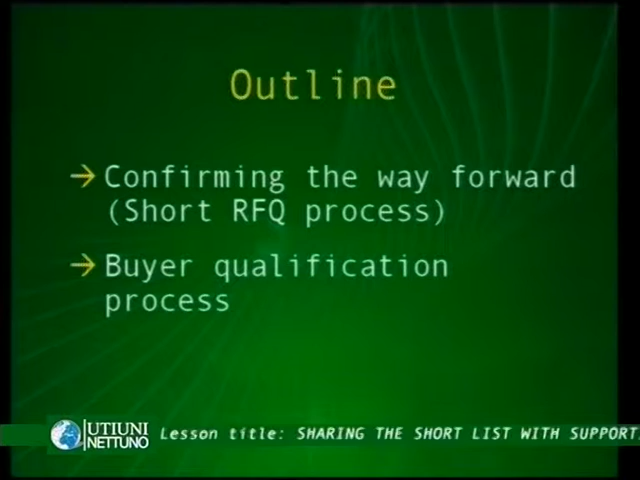 Outline
→ Confirming the way forward
(Short RFQ process)
→ Buyer qualification
process
UTIUNI
NETTUNO
Lesson title: SHARING THE SHORT LIST WITH SUPPORT